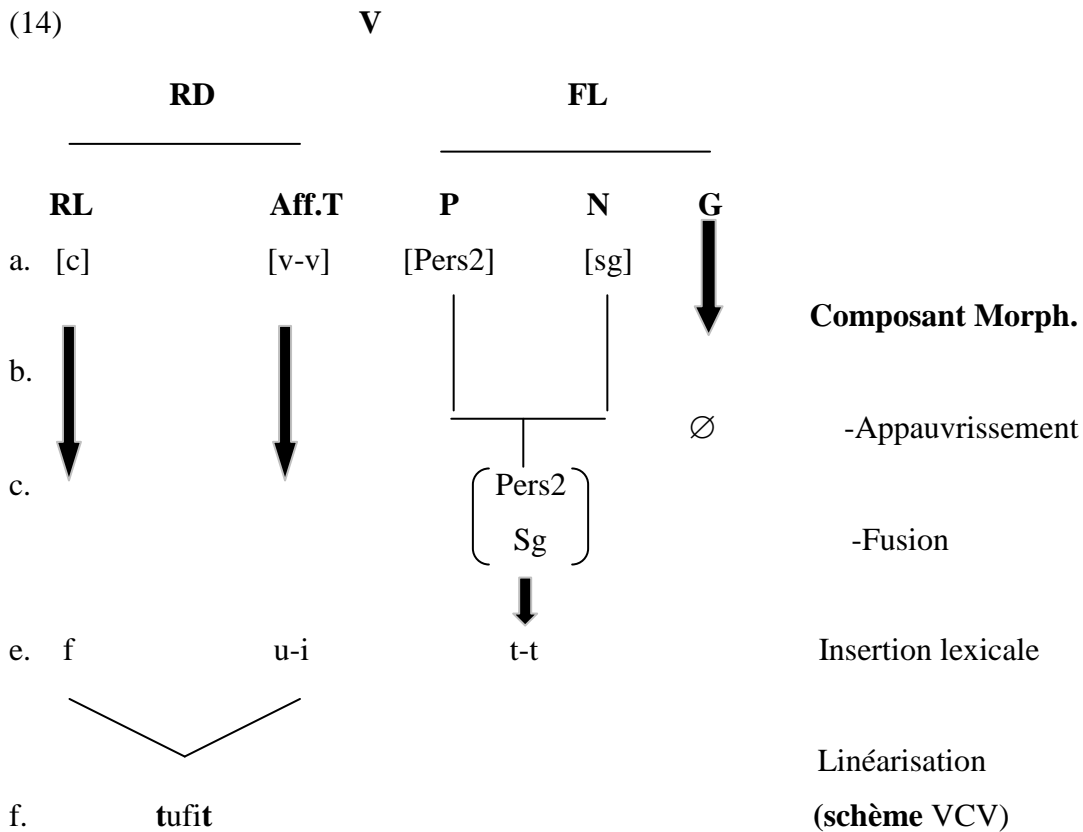 (14) V
RD FL
RL Aff.T P N G
a. [c] [v-v] [Pers2] [sg]
Composant Morph.
b.
∅ -Appauvrissement
c. Pers2
Sg -Fusion
e. f u-i t-t Insertion lexicale
Linéarisation
f. tufit (schème VCV)